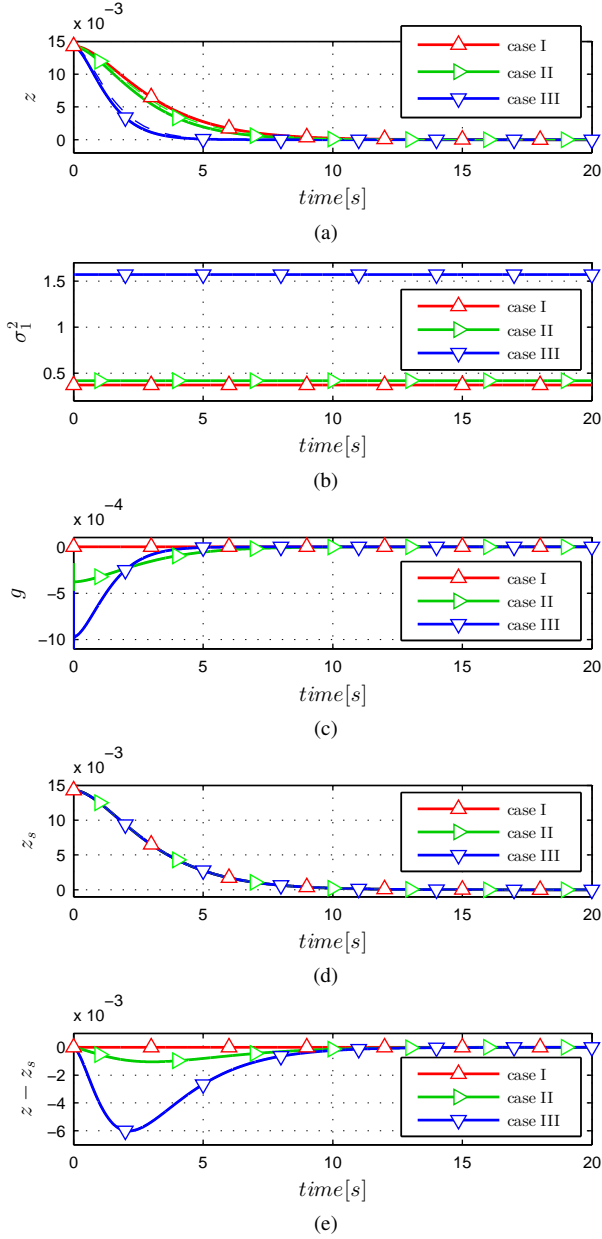 x 10⁻³
15
10
5
0
z
case I
case II
case III
0 5 10 15 20
time[s]
(a)
1.5
1
0.5
σ₁²
case I
case II
case III
0 5 10 15 20
time[s]
(b)
x 10⁻⁴
0
−5
−10
g
case I
case II
case III
0 5 10 15 20
time[s]
(c)
x 10⁻³
15
10
5
0
zₛ
case I
case II
case III
0 5 10 15 20
time[s]
(d)
x 10⁻³
0
−2
−4
−6
z − zₛ
case I
case II
case III
0 5 10 15 20
time[s]
(e)